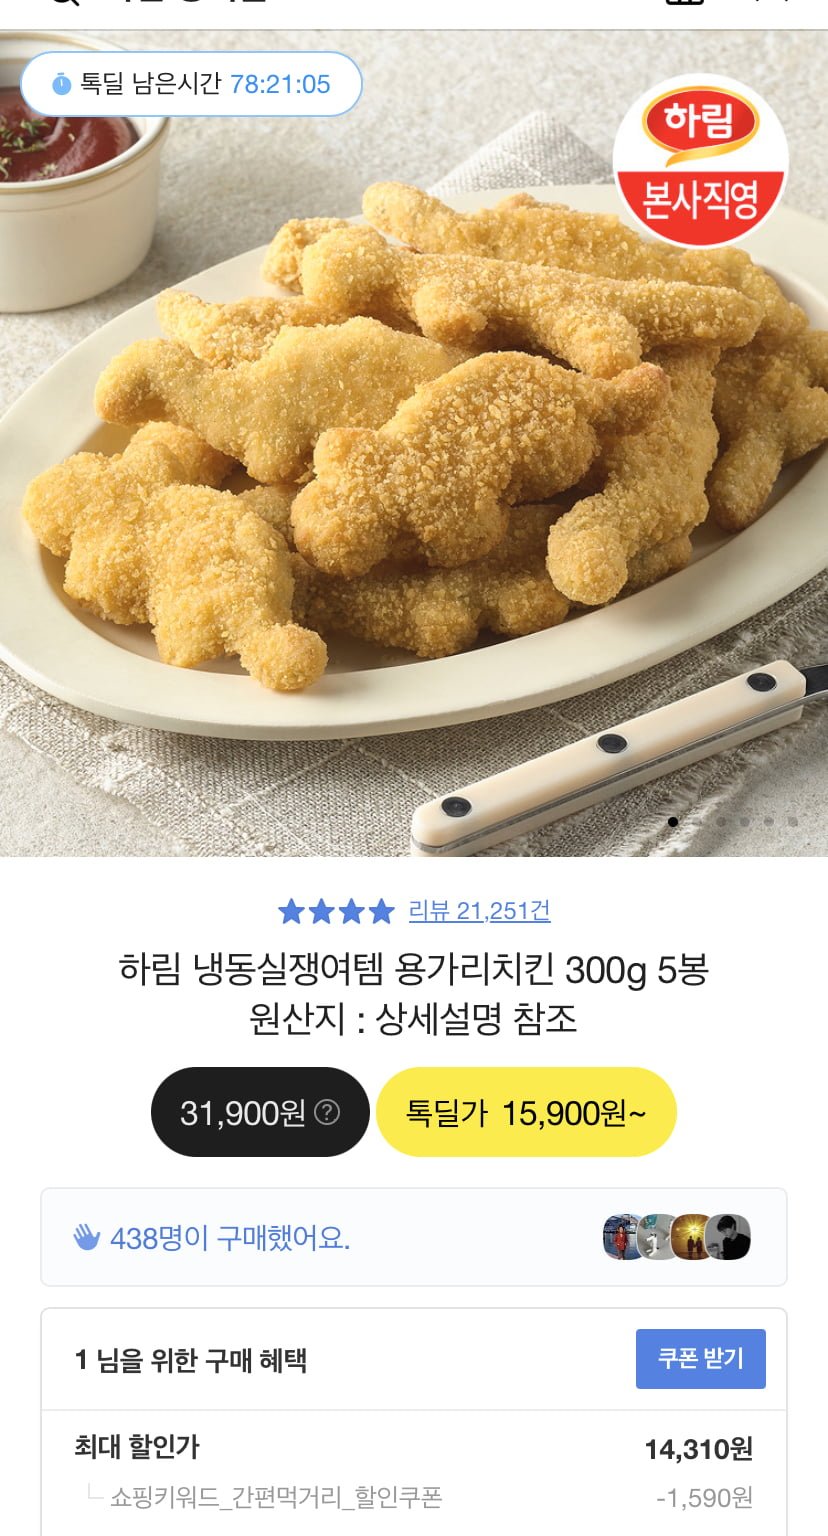 톡딜 남은시간 78:21:05
하림
본사직영
리뷰 21,251건
하림 냉동실쟁여템 용가리치킨 300g 5봉
원산지 : 상세설명 참조
31,900원 ?
톡딜가 15,900원~
438명이 구매했어요.
1 님을 위한 구매 혜택
쿠폰 받기
최대 할인가 14,310원
쇼핑키워드_간편먹거리_할인쿠폰 -1,590원